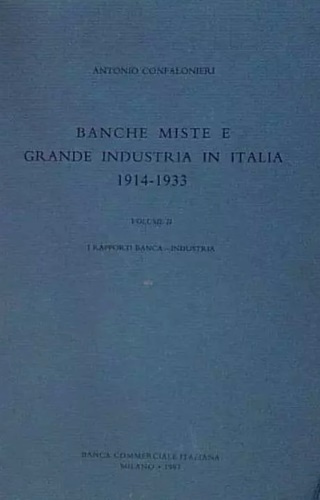 ANTONIO CONFALONIERI
BANCHE MISTE E
GRANDE INDUSTRIA IN ITALIA
1914-1933
VOLUME II
I RAPPORTI BANCA-INDUSTRIA
BANCA COMMERCIALE ITALIANA
MILANO •